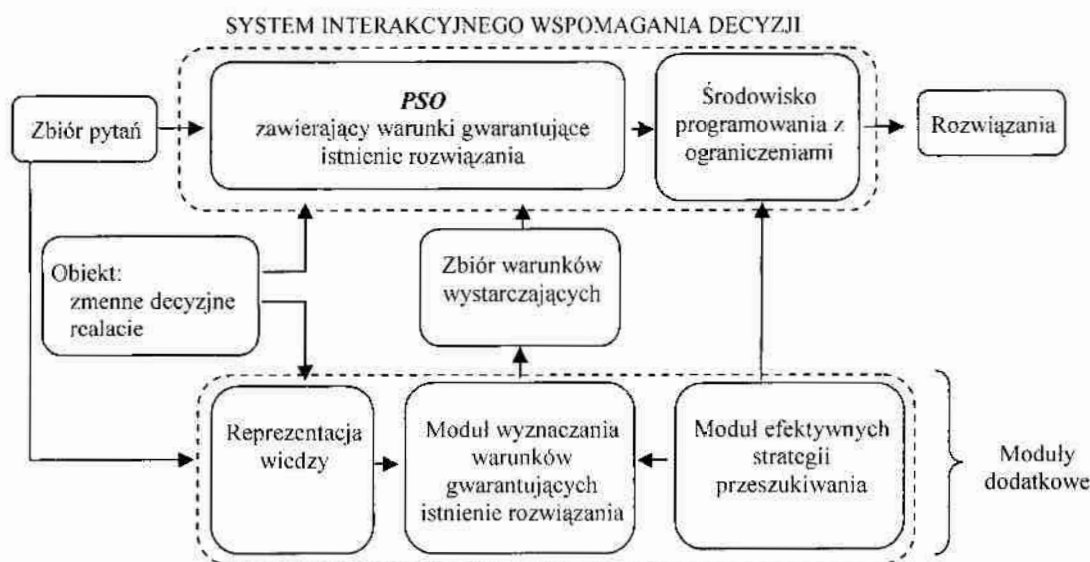 SYSTEM INTERAKCYJNEGO WSPOMAGANIA DECYZJI
Zbiór pytań
PSO
zawierający warunki gwarantujące
istnienie rozwiązania
Środowisko
programowania z
ograniczeniami
Rozwiązania
Obiekt:
zmenne decyzyjne
realacie
Zbiór warunków
wystarczających
Reprezentacja
wiedzy
Moduł wyznaczania
warunków
gwarantujących
istnienie rozwiązania
Moduł efektywnych
strategii
przeszukiwania
Moduły
dodatkowe